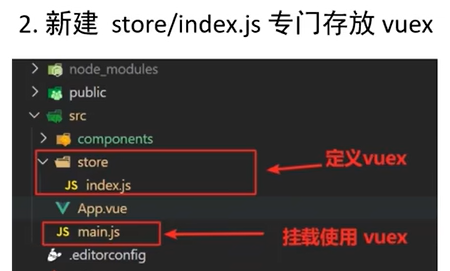 2. 新建 store/index.js 专门存放 vuex
node_modules
public
src
components
store
定义vuex
JS index.js
App.vue
JS main.js
挂载使用 vuex
.editorconfig